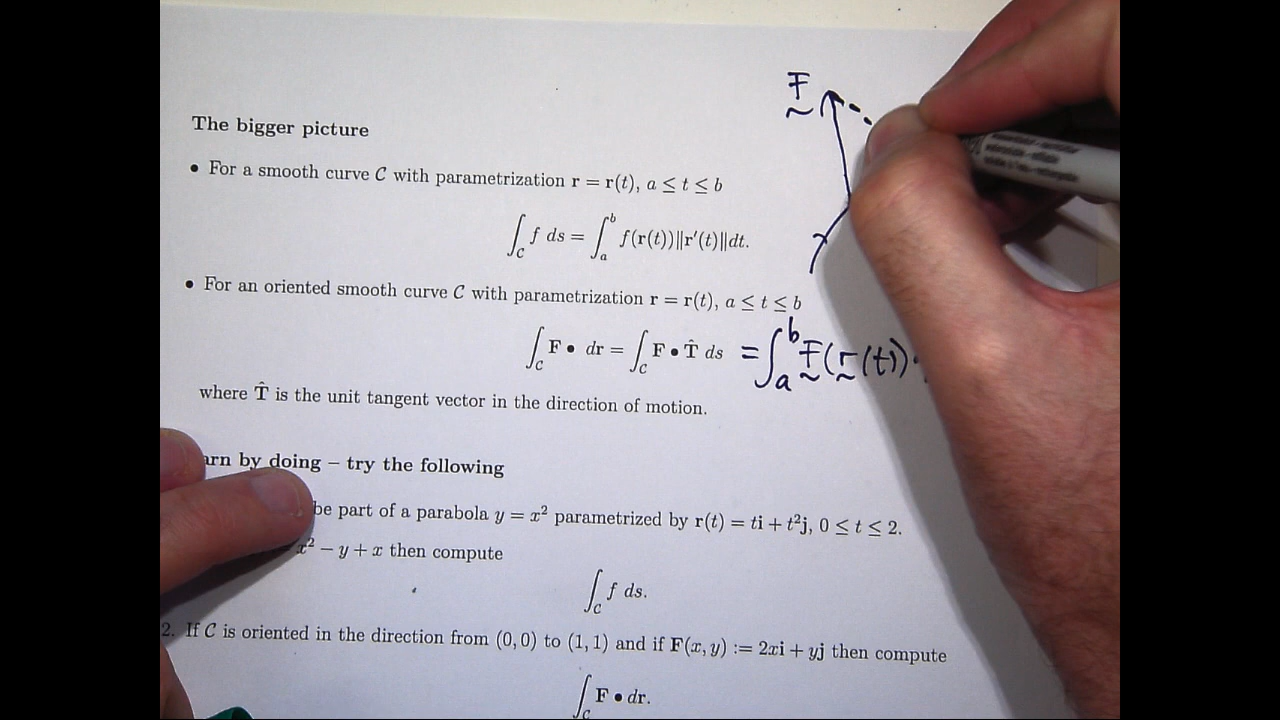 F
The bigger picture
• For a smooth curve C with parametrization r = r(t), a ≤ t ≤ b
∫_C f ds = ∫_a^b f(r(t))||r′(t)||dt.
• For an oriented smooth curve C with parametrization r = r(t), a ≤ t ≤ b
∫_C F • dr = ∫_C F • T̂ ds = ∫_a^b F(r(t)) ·
where T̂ is the unit tangent vector in the direction of motion.
arn by doing – try the following
be part of a parabola y = x² parametrized by r(t) = ti + t²j, 0 ≤ t ≤ 2.
x² − y + x then compute
∫_C f ds.
2. If C is oriented in the direction from (0,0) to (1,1) and if F(x, y) := 2xi + yj then compute
∫_C F • dr.